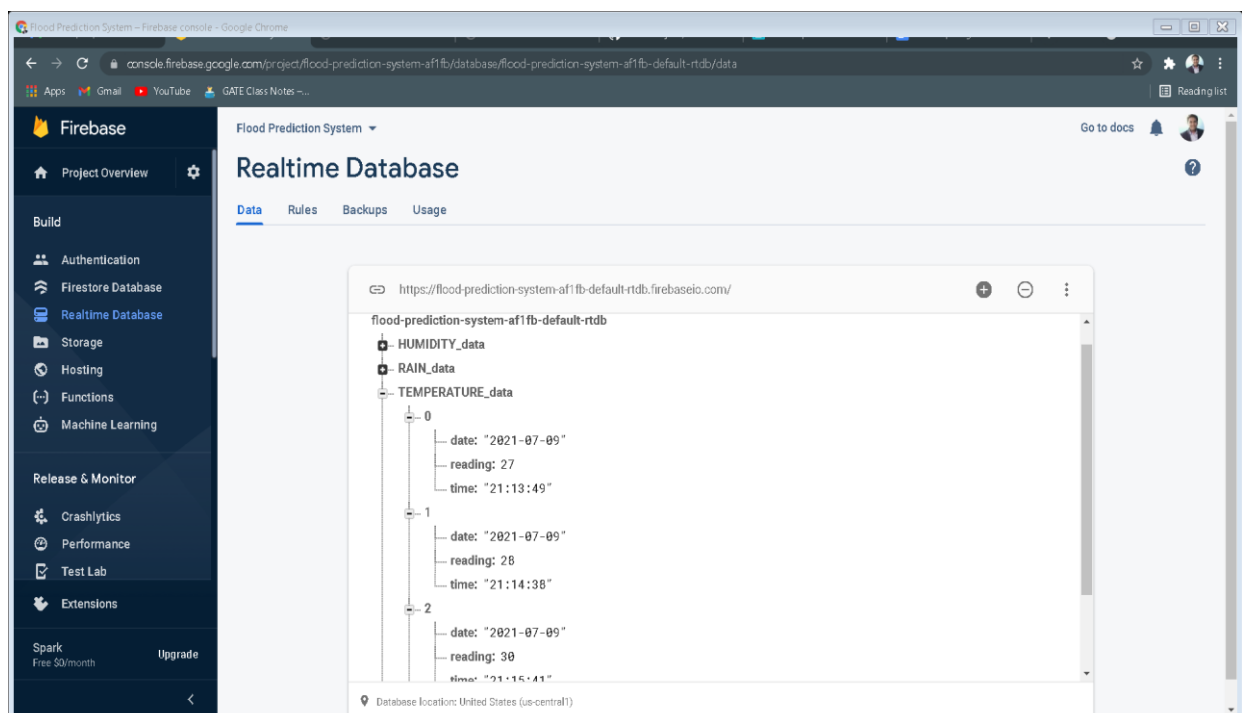 Flood Prediction System – Firebase console - Google Chrome
console.firebase.google.com/project/flood-prediction-system-af1fb/database/flood-prediction-system-af1fb-default-rtdb/data
Apps Gmail YouTube GATE Class Notes –... Reading list
Firebase
Project Overview
Build
Authentication
Firestore Database
Realtime Database
Storage
Hosting
Functions
Machine Learning
Release & Monitor
Crashlytics
Performance
Test Lab
Extensions
Spark
Free $0/month
Upgrade
Flood Prediction System
Go to docs
Realtime Database
Data Rules Backups Usage
https://flood-prediction-system-af1fb-default-rtdb.firebaseio.com/
flood-prediction-system-af1fb-default-rtdb
HUMIDITY_data
RAIN_data
TEMPERATURE_data
0
date: "2021-07-09"
reading: 27
time: "21:13:49"
1
date: "2021-07-09"
reading: 28
time: "21:14:38"
2
date: "2021-07-09"
reading: 30
time: "21:15:41"
Database location: United States (us-central1)